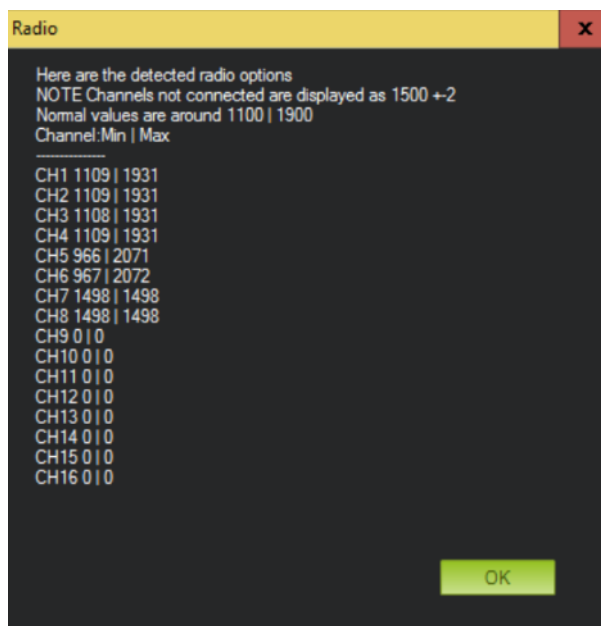 Radio
x
Here are the detected radio options
NOTE Channels not connected are displayed as 1500 +-2
Normal values are around 1100 | 1900
Channel:Min | Max
---------------
CH1 1109 | 1931
CH2 1109 | 1931
CH3 1108 | 1931
CH4 1109 | 1931
CH5 966 | 2071
CH6 967 | 2072
CH7 1498 | 1498
CH8 1498 | 1498
CH9 0 | 0
CH10 0 | 0
CH11 0 | 0
CH12 0 | 0
CH13 0 | 0
CH14 0 | 0
CH15 0 | 0
CH16 0 | 0
OK